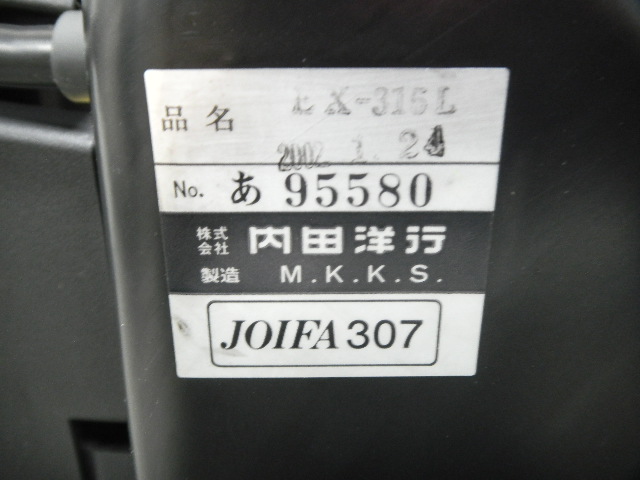 品名 EX-315L
2002. 1. 24
No. あ 95580
株式会社 内田洋行
製造 M.K.K.S.
JOIFA 307